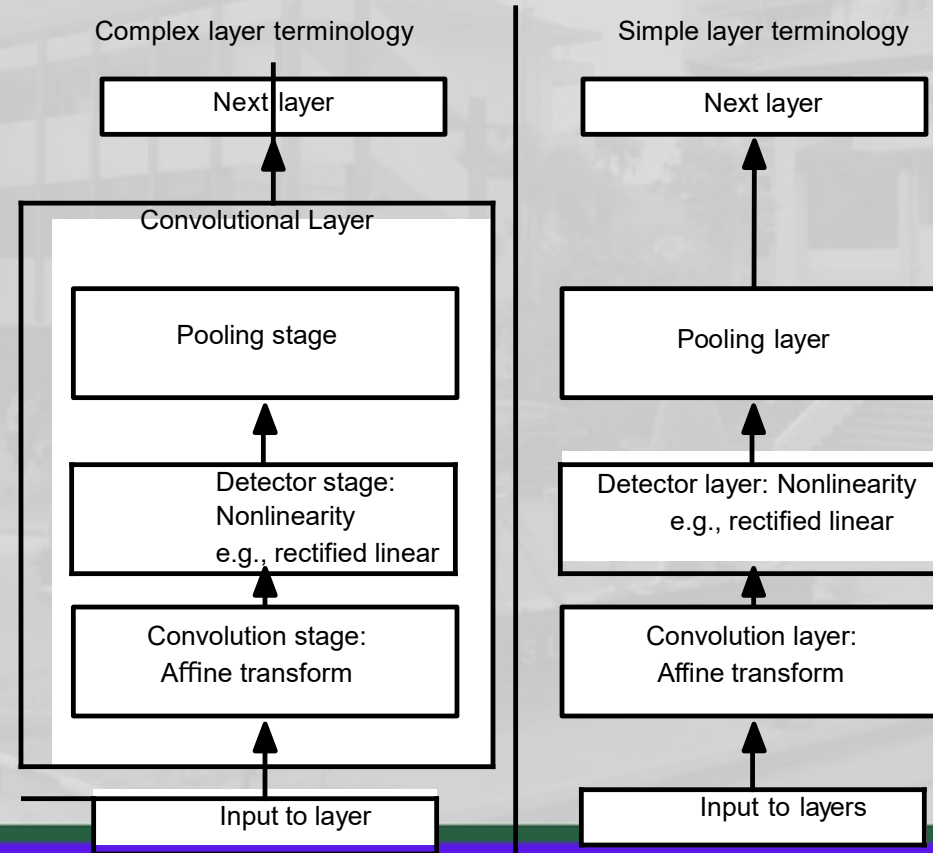 Complex layer terminology
Next layer
Convolutional Layer
Pooling stage
Detector stage:
Nonlinearity
e.g., rectified linear
Convolution stage:
Affine transform
Input to layer
Simple layer terminology
Next layer
Pooling layer
Detector layer: Nonlinearity
e.g., rectified linear
Convolution layer:
Affine transform
Input to layers